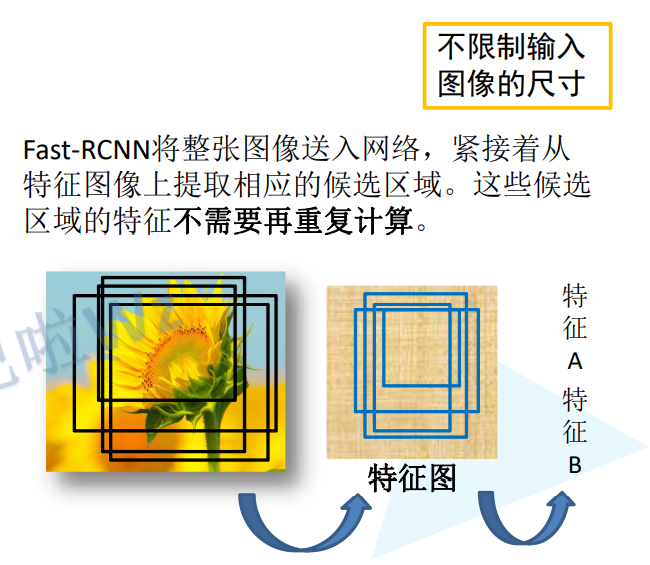 不限制输入
图像的尺寸
Fast-RCNN将整张图像送入网络，紧接着从
特征图像上提取相应的候选区域。这些候选
区域的特征不需要再重复计算。
特
征
A
特
征
B
特征图